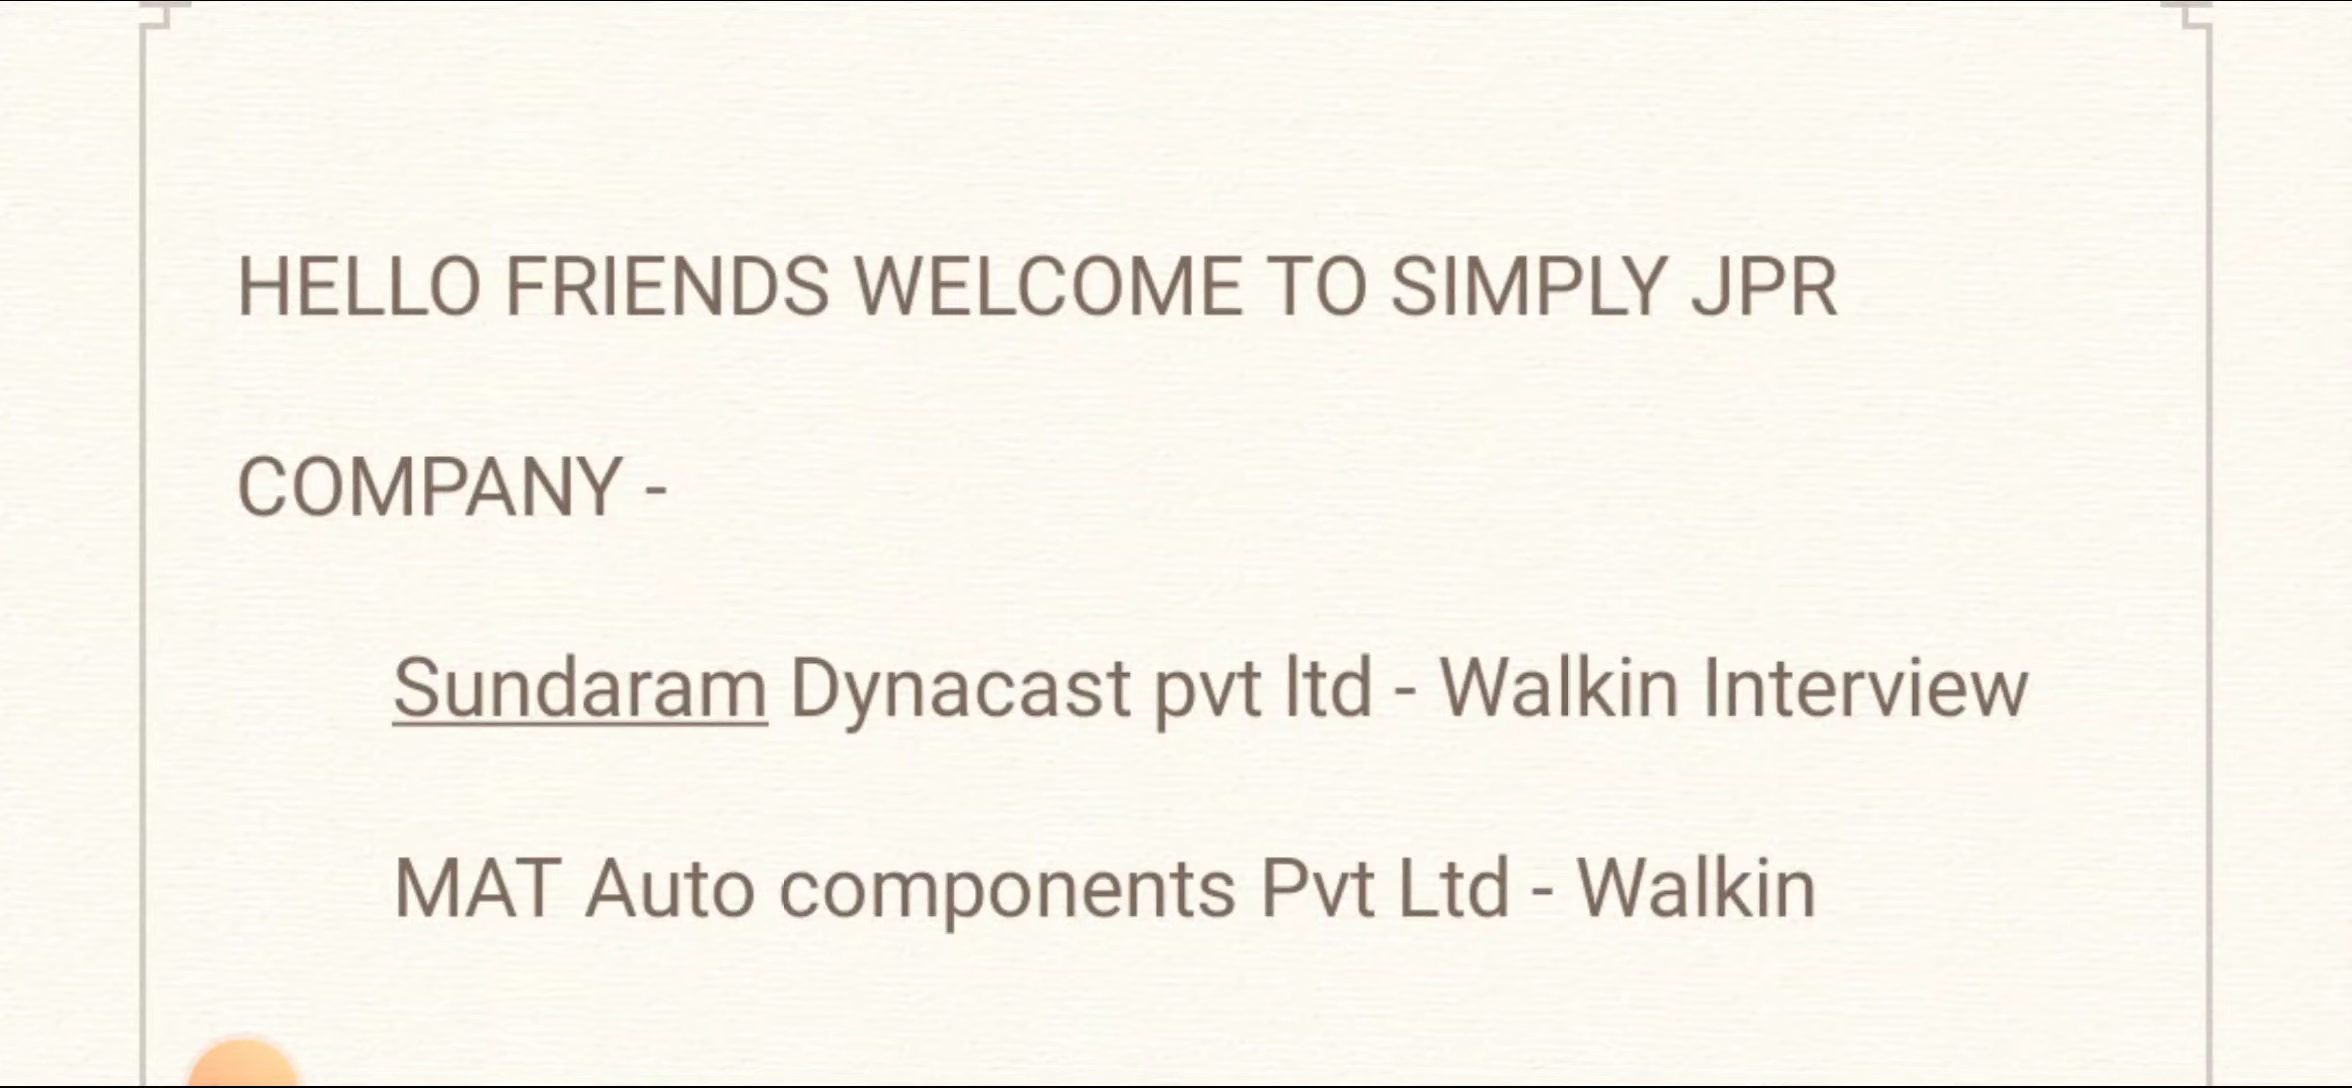 HELLO FRIENDS WELCOME TO SIMPLY JPR
COMPANY -
Sundaram Dynacast pvt ltd - Walkin Interview
MAT Auto components Pvt Ltd - Walkin